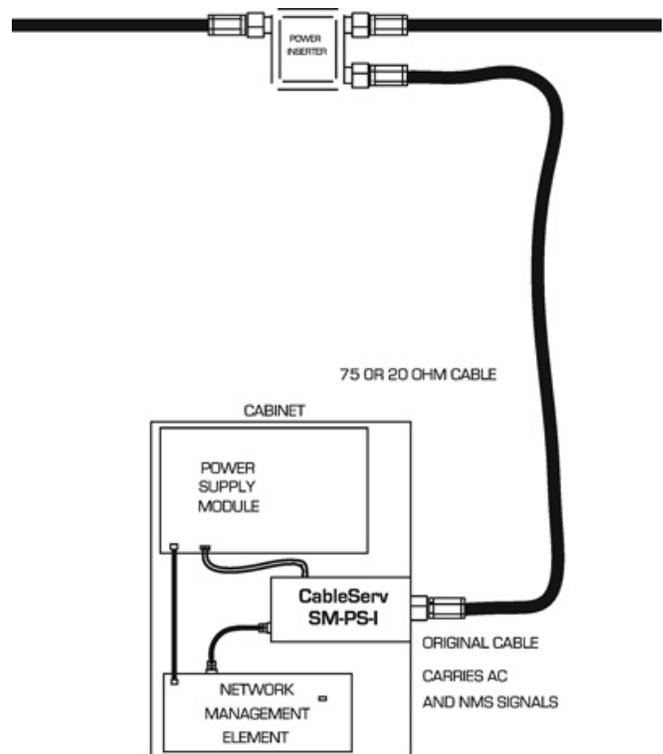 POWER
INSERTER
75 OR 20 OHM CABLE
CABINET
POWER
SUPPLY
MODULE
CableServ
SM-PS-I
ORIGINAL CABLE
CARRIES AC
AND NMS SIGNALS
NETWORK
MANAGEMENT
ELEMENT